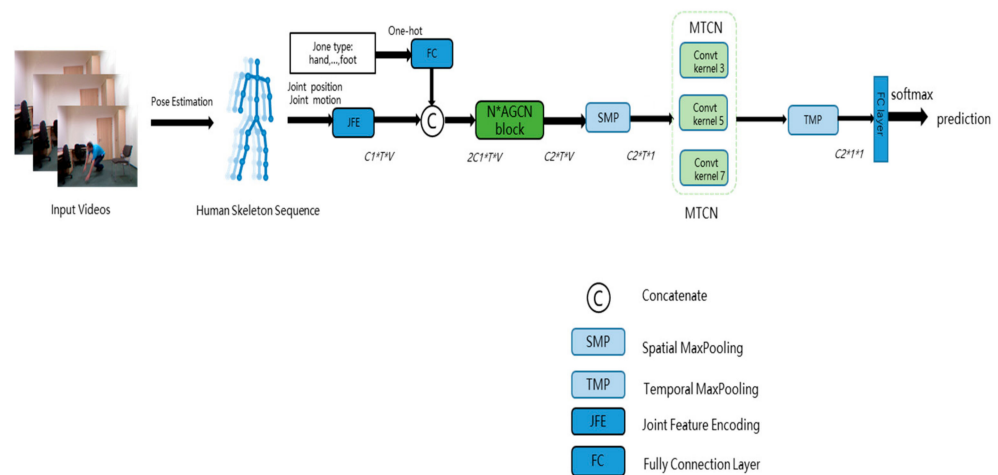 Input Videos
Pose Estimation
Human Skeleton Sequence
Jone type:
hand,...,foot
One-hot
FC
Joint position
Joint motion
JFE
C1*T*V
C
2C1*T*V
N*AGCN
block
C2*T*V
SMP
C2*T*1
MTCN
Convt
kernel 3
Convt
kernel 5
Convt
kernel 7
MTCN
TMP
C2*1*1
FC layer
softmax
prediction
C
Concatenate
SMP
Spatial MaxPooling
TMP
Temporal MaxPooling
JFE
Joint Feature Encoding
FC
Fully Connection Layer